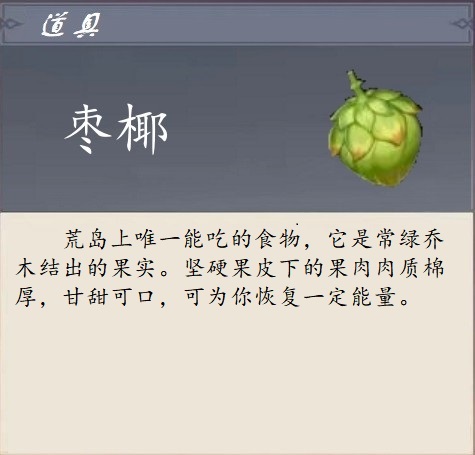 道具
枣椰
荒岛上唯一能吃的食物，它是常绿乔
木结出的果实。坚硬果皮下的果肉肉质棉
厚，甘甜可口，可为你恢复一定能量。